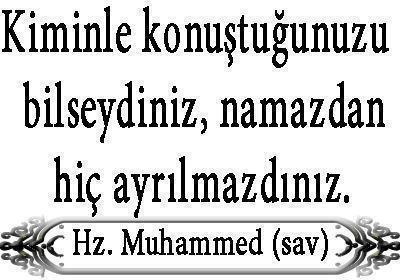 Kiminle konuştuğunuzu
bilseydiniz, namazdan
hiç ayrılmazdınız.
Hz. Muhammed (sav)